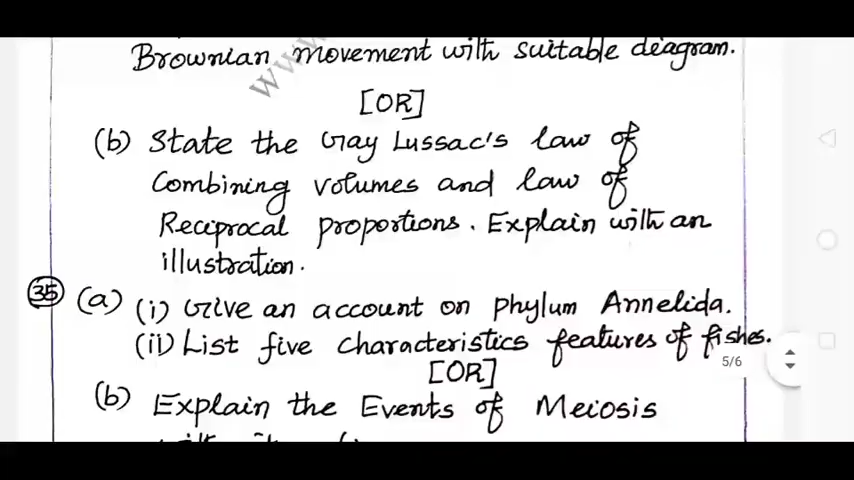 Brownian movement with suitable diagram.
www.
[OR]
(b) State the Gay Lussac's law of
Combining volumes and law of
Reciprocal proportions. Explain with an
illustration.
35 (a) (i) Give an account on phylum Annelida.
(ii) List five characteristics features of fishes.
5/6
[OR]
(b) Explain the Events of Meiosis